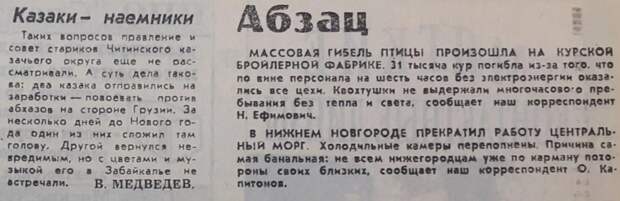 Казаки — наемники
Таких вопросов правление и
совет стариков Читинского ка-
зачьего округа еще не рас-
сматривали. А суть дела тако-
ва: два казака отправились на
заработки — повоевать против
абхазов на стороне Грузии. За
несколько дней до Нового го-
да один из них сложил там
голову. Другой вернулся не-
вредимым, но с цветами и
музыкой его в Забайкалье не
встречали. В. МЕДВЕДЕВ.
Абзац
МАССОВАЯ ГИБЕЛЬ ПТИЦЫ ПРОИЗОШЛА НА КУРСКОЙ
БРОЙЛЕРНОЙ ФАБРИКЕ. 31 тысяча кур погибла из-за того, что
по вине персонала на шесть часов без электроэнергии оказа-
лись все цехи. Квохтушки не выдержали многочасового пре-
бывания без тепла и света, сообщает наш корреспондент
Н. Ефимович.
В НИЖНЕМ НОВГОРОДЕ ПРЕКРАТИЛ РАБОТУ ЦЕНТРАЛЬ-
НЫЙ МОРГ. Холодильные камеры переполнены. Причина са-
мая банальная: не всем нижегородцам уже по карману похо-
роны своих близких, сообщает наш корреспондент О. Ка-
питонов.